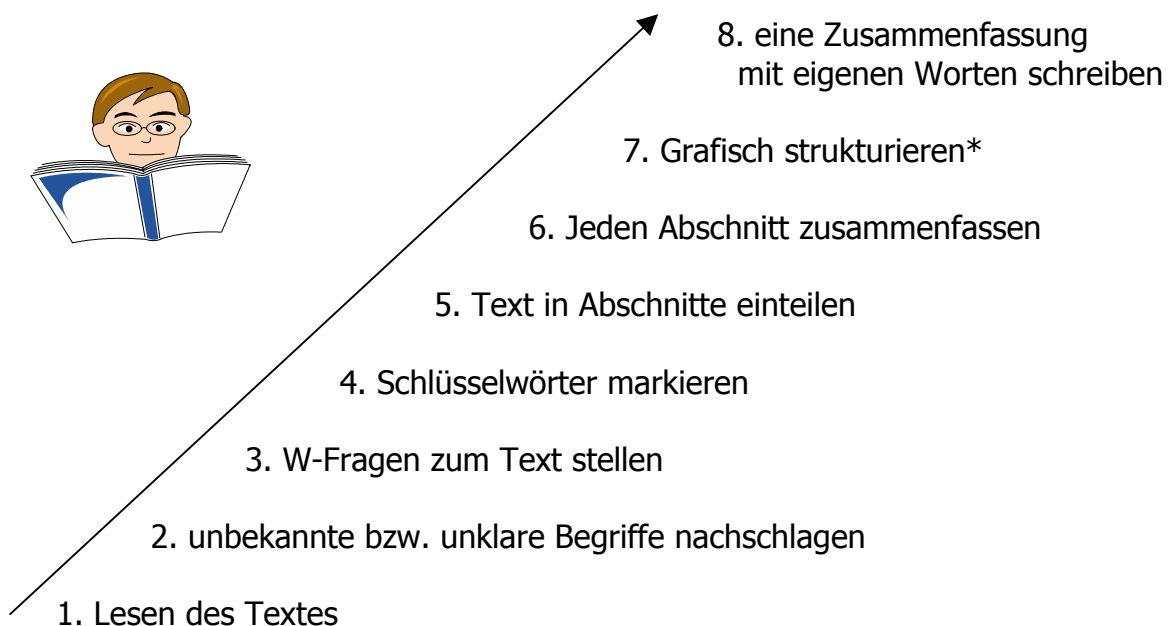 8. eine Zusammenfassung
mit eigenen Worten schreiben
7. Grafisch strukturieren*
6. Jeden Abschnitt zusammenfassen
5. Text in Abschnitte einteilen
4. Schlüsselwörter markieren
3. W-Fragen zum Text stellen
2. unbekannte bzw. unklare Begriffe nachschlagen
1. Lesen des Textes